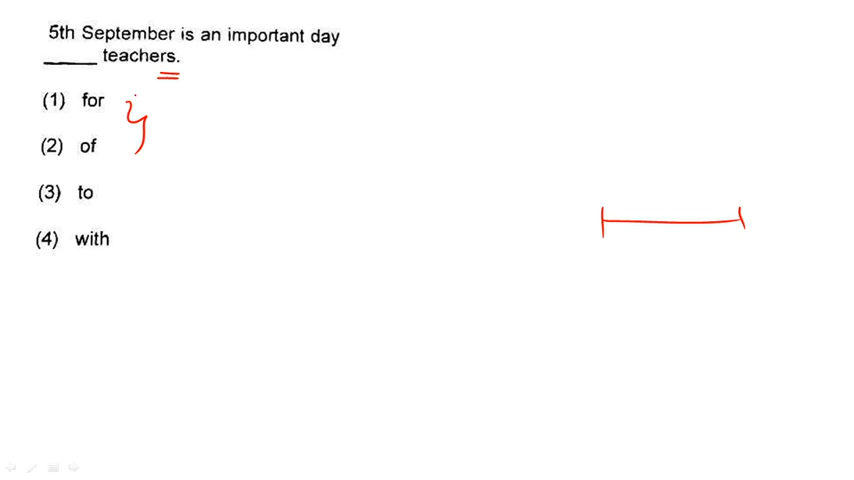 5th September is an important day
_____ teachers.
(1) for
(2) of
(3) to
(4) with